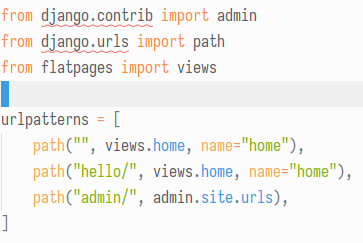 from django.contrib import admin
from django.urls import path
from flatpages import views
urlpatterns = [
    path("", views.home, name="home"),
    path("hello/", views.home, name="home"),
    path("admin/", admin.site.urls),
]